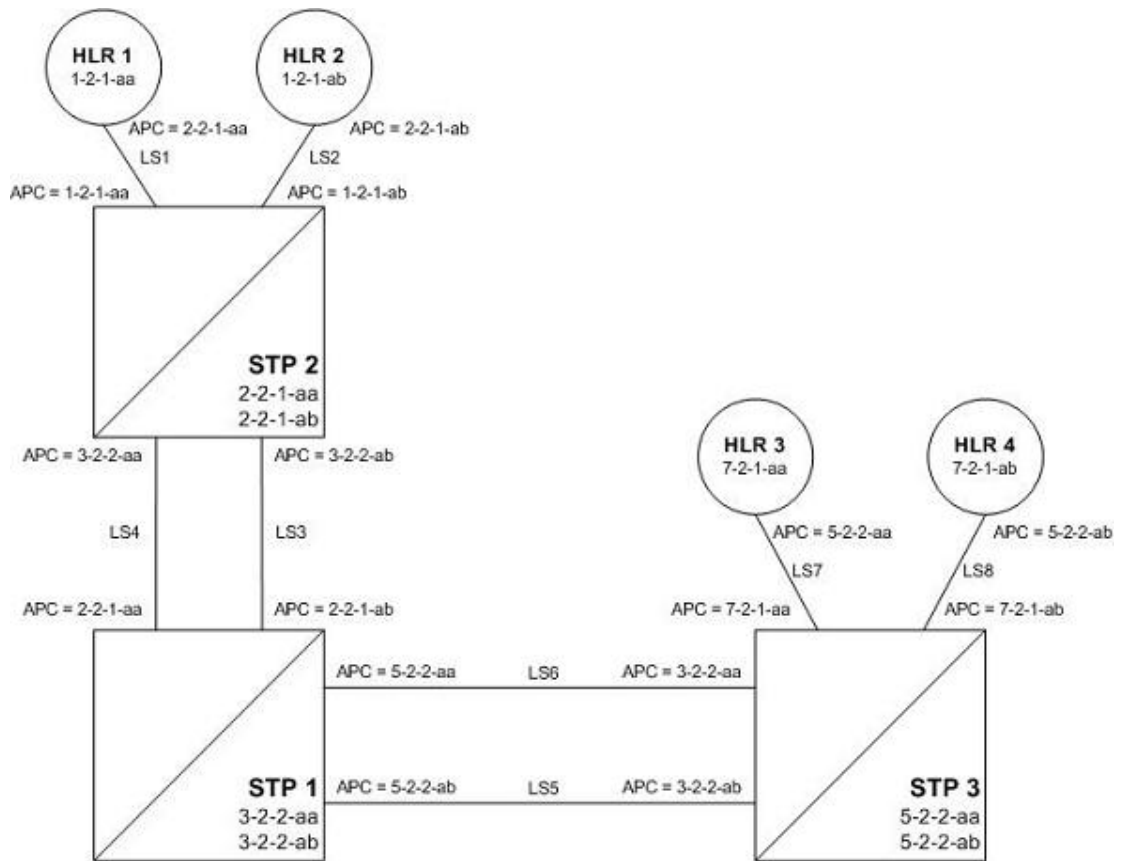 HLR 1
1-2-1-aa
HLR 2
1-2-1-ab
APC = 2-2-1-aa
APC = 2-2-1-ab
LS1
LS2
APC = 1-2-1-aa
APC = 1-2-1-ab
STP 2
2-2-1-aa
2-2-1-ab
APC = 3-2-2-aa
APC = 3-2-2-ab
HLR 3
7-2-1-aa
HLR 4
7-2-1-ab
LS4
LS3
APC = 5-2-2-aa
APC = 5-2-2-ab
LS7
LS8
APC = 2-2-1-aa
APC = 2-2-1-ab
APC = 7-2-1-aa
APC = 7-2-1-ab
APC = 5-2-2-aa
LS6
APC = 3-2-2-aa
APC = 5-2-2-ab
LS5
APC = 3-2-2-ab
STP 1
3-2-2-aa
3-2-2-ab
STP 3
5-2-2-aa
5-2-2-ab